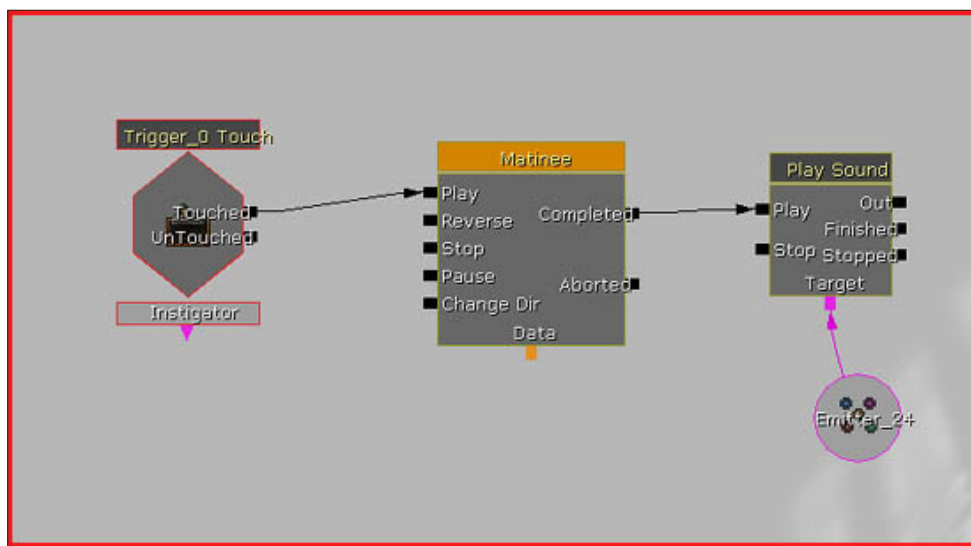 Trigger_0 Touch
Touched
UnTouched
Instigator
Matinee
Play
Reverse
Stop
Pause
Change Dir
Completed
Aborted
Data
Play Sound
Play
Stop
Out
Finished
Stopped
Target
Emitter_24